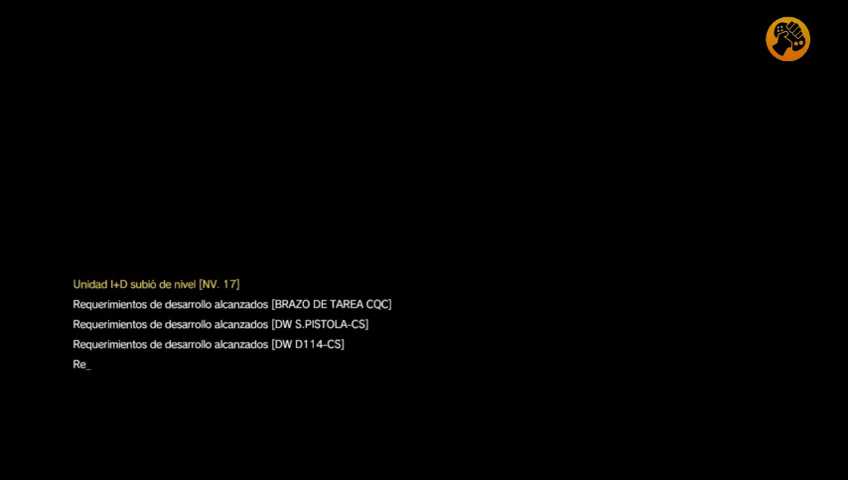 Unidad I+D subió de nivel [NV. 17]
Requerimientos de desarrollo alcanzados [BRAZO DE TAREA CQC]
Requerimientos de desarrollo alcanzados [DW S.PISTOLA-CS]
Requerimientos de desarrollo alcanzados [DW D114-CS]
Re_